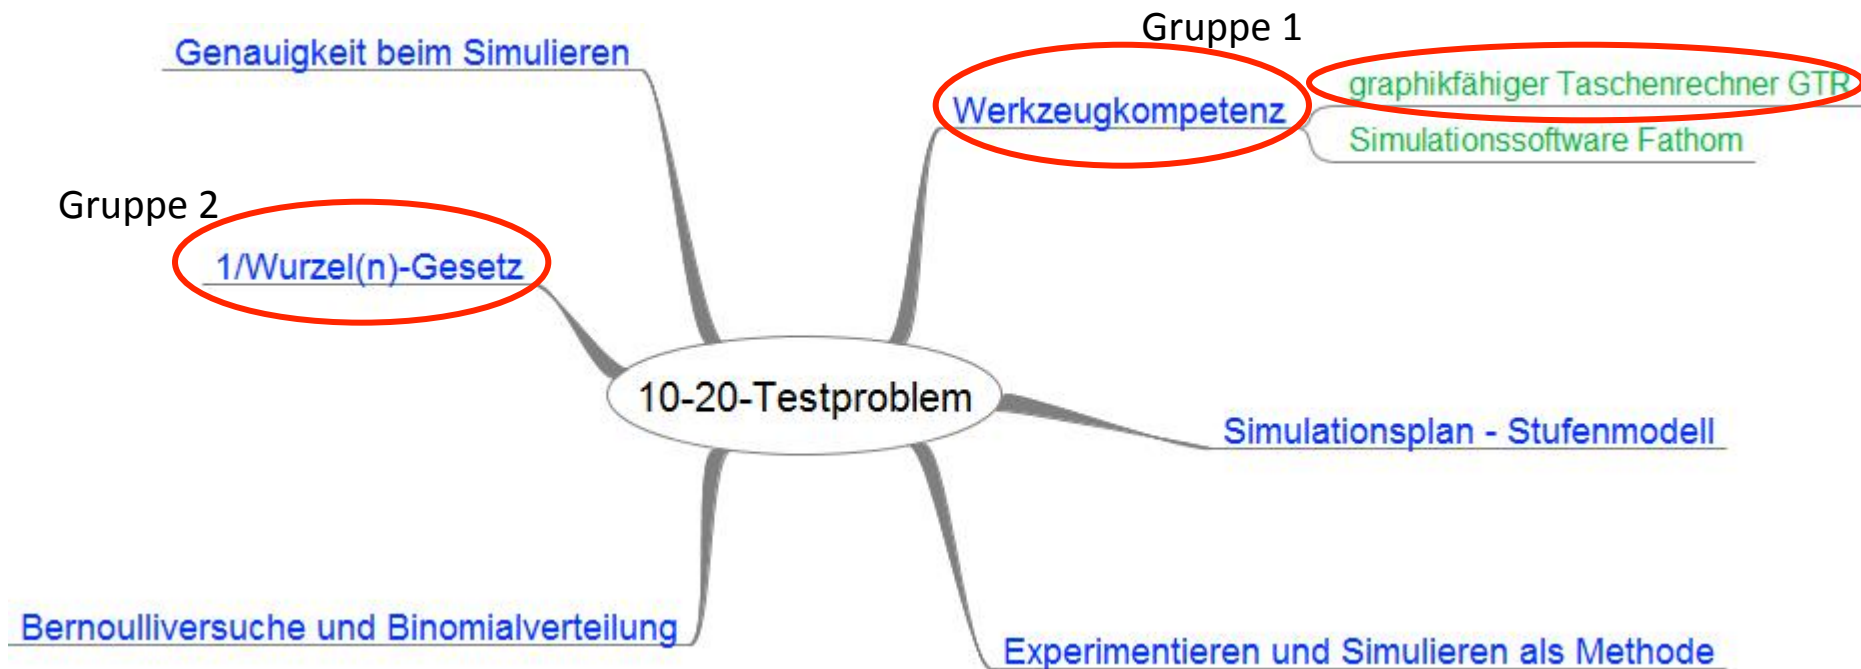 Gruppe 1
Genauigkeit beim Simulieren
Werkzeugkompetenz
graphikfähiger Taschenrechner GTR
Simulationssoftware Fathom
Gruppe 2
1/Wurzel(n)-Gesetz
10-20-Testproblem
Simulationsplan - Stufenmodell
Bernoulliversuche und Binomialverteilung
Experimentieren und Simulieren als Methode